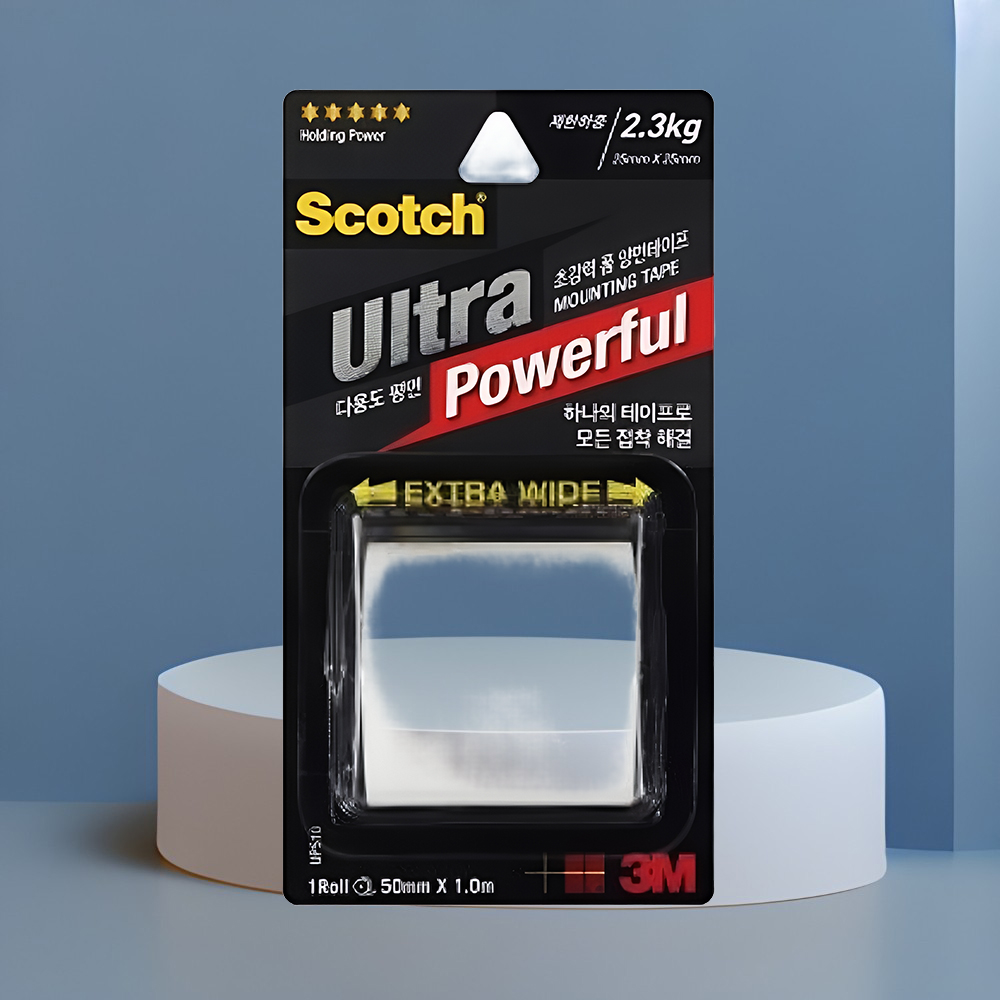 Holding Power
제한하중 2.3kg
Scotch®
Ultra
초강력 폼 양면테이프
MOUNTING TAPE
Powerful
다용도 평면
하나의 테이프로
모든 접착 해결
EXTRA WIDE
1Roll 50mm X 1.0m
3M